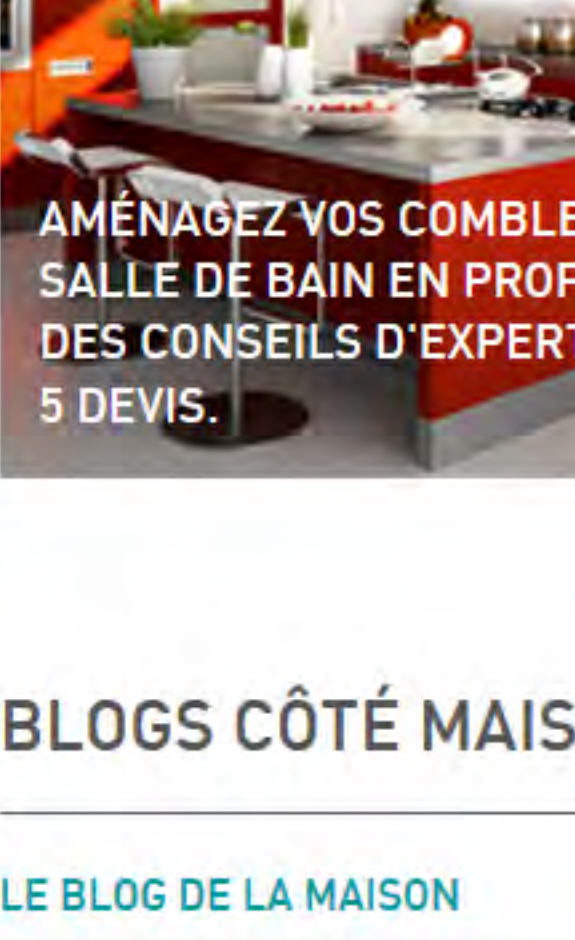 AMÉNAGEZ VOS COMBLE
SALLE DE BAIN EN PROF
DES CONSEILS D'EXPERT
5 DEVIS.
BLOGS CÔTÉ MAIS
LE BLOG DE LA MAISON